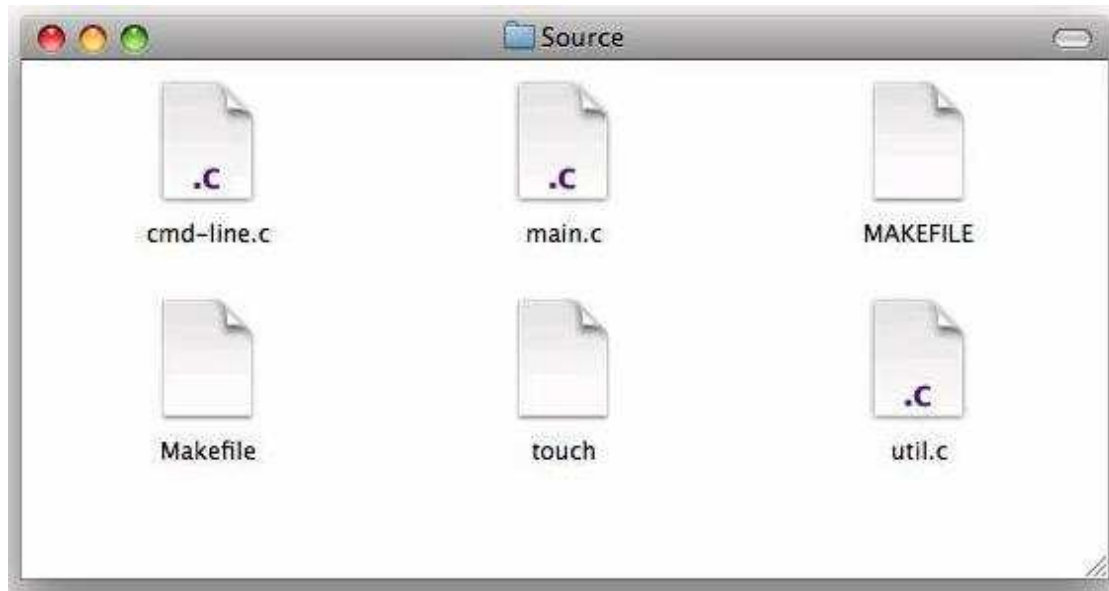 Source
.C
.C
cmd-line.c
main.c
MAKEFILE
.C
Makefile
touch
util.c